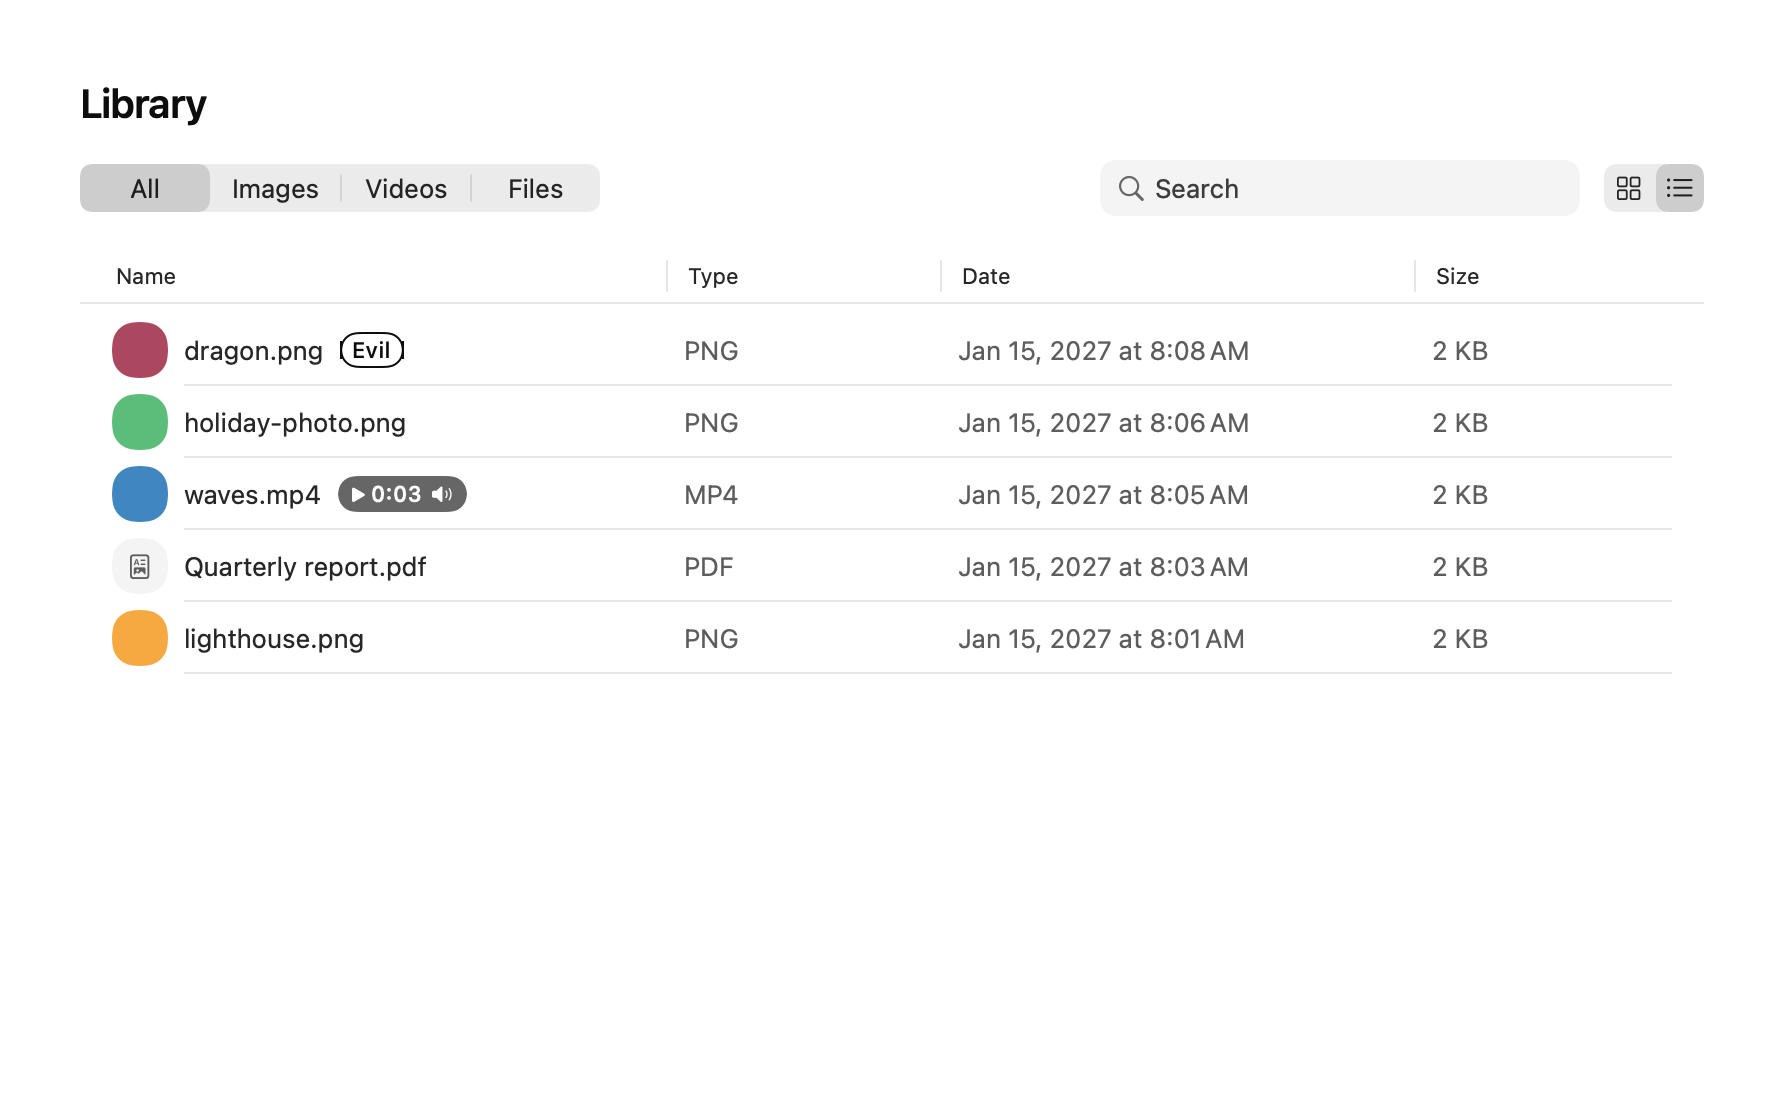 Library
All Images Videos Files Search
Name Type Date Size
dragon.png Evil PNG Jan 15, 2027 at 8:08 AM 2 KB
holiday-photo.png PNG Jan 15, 2027 at 8:06 AM 2 KB
waves.mp4 0:03 MP4 Jan 15, 2027 at 8:05 AM 2 KB
Quarterly report.pdf PDF Jan 15, 2027 at 8:03 AM 2 KB
lighthouse.png PNG Jan 15, 2027 at 8:01 AM 2 KB